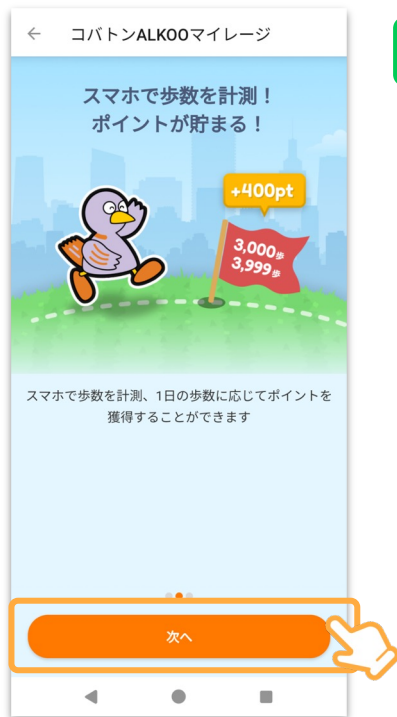 コバトンALKOOマイレージ
スマホで歩数を計測！
ポイントが貯まる！
+400pt
3,000歩
3,999歩
スマホで歩数を計測、1日の歩数に応じてポイントを
獲得することができます
次へ